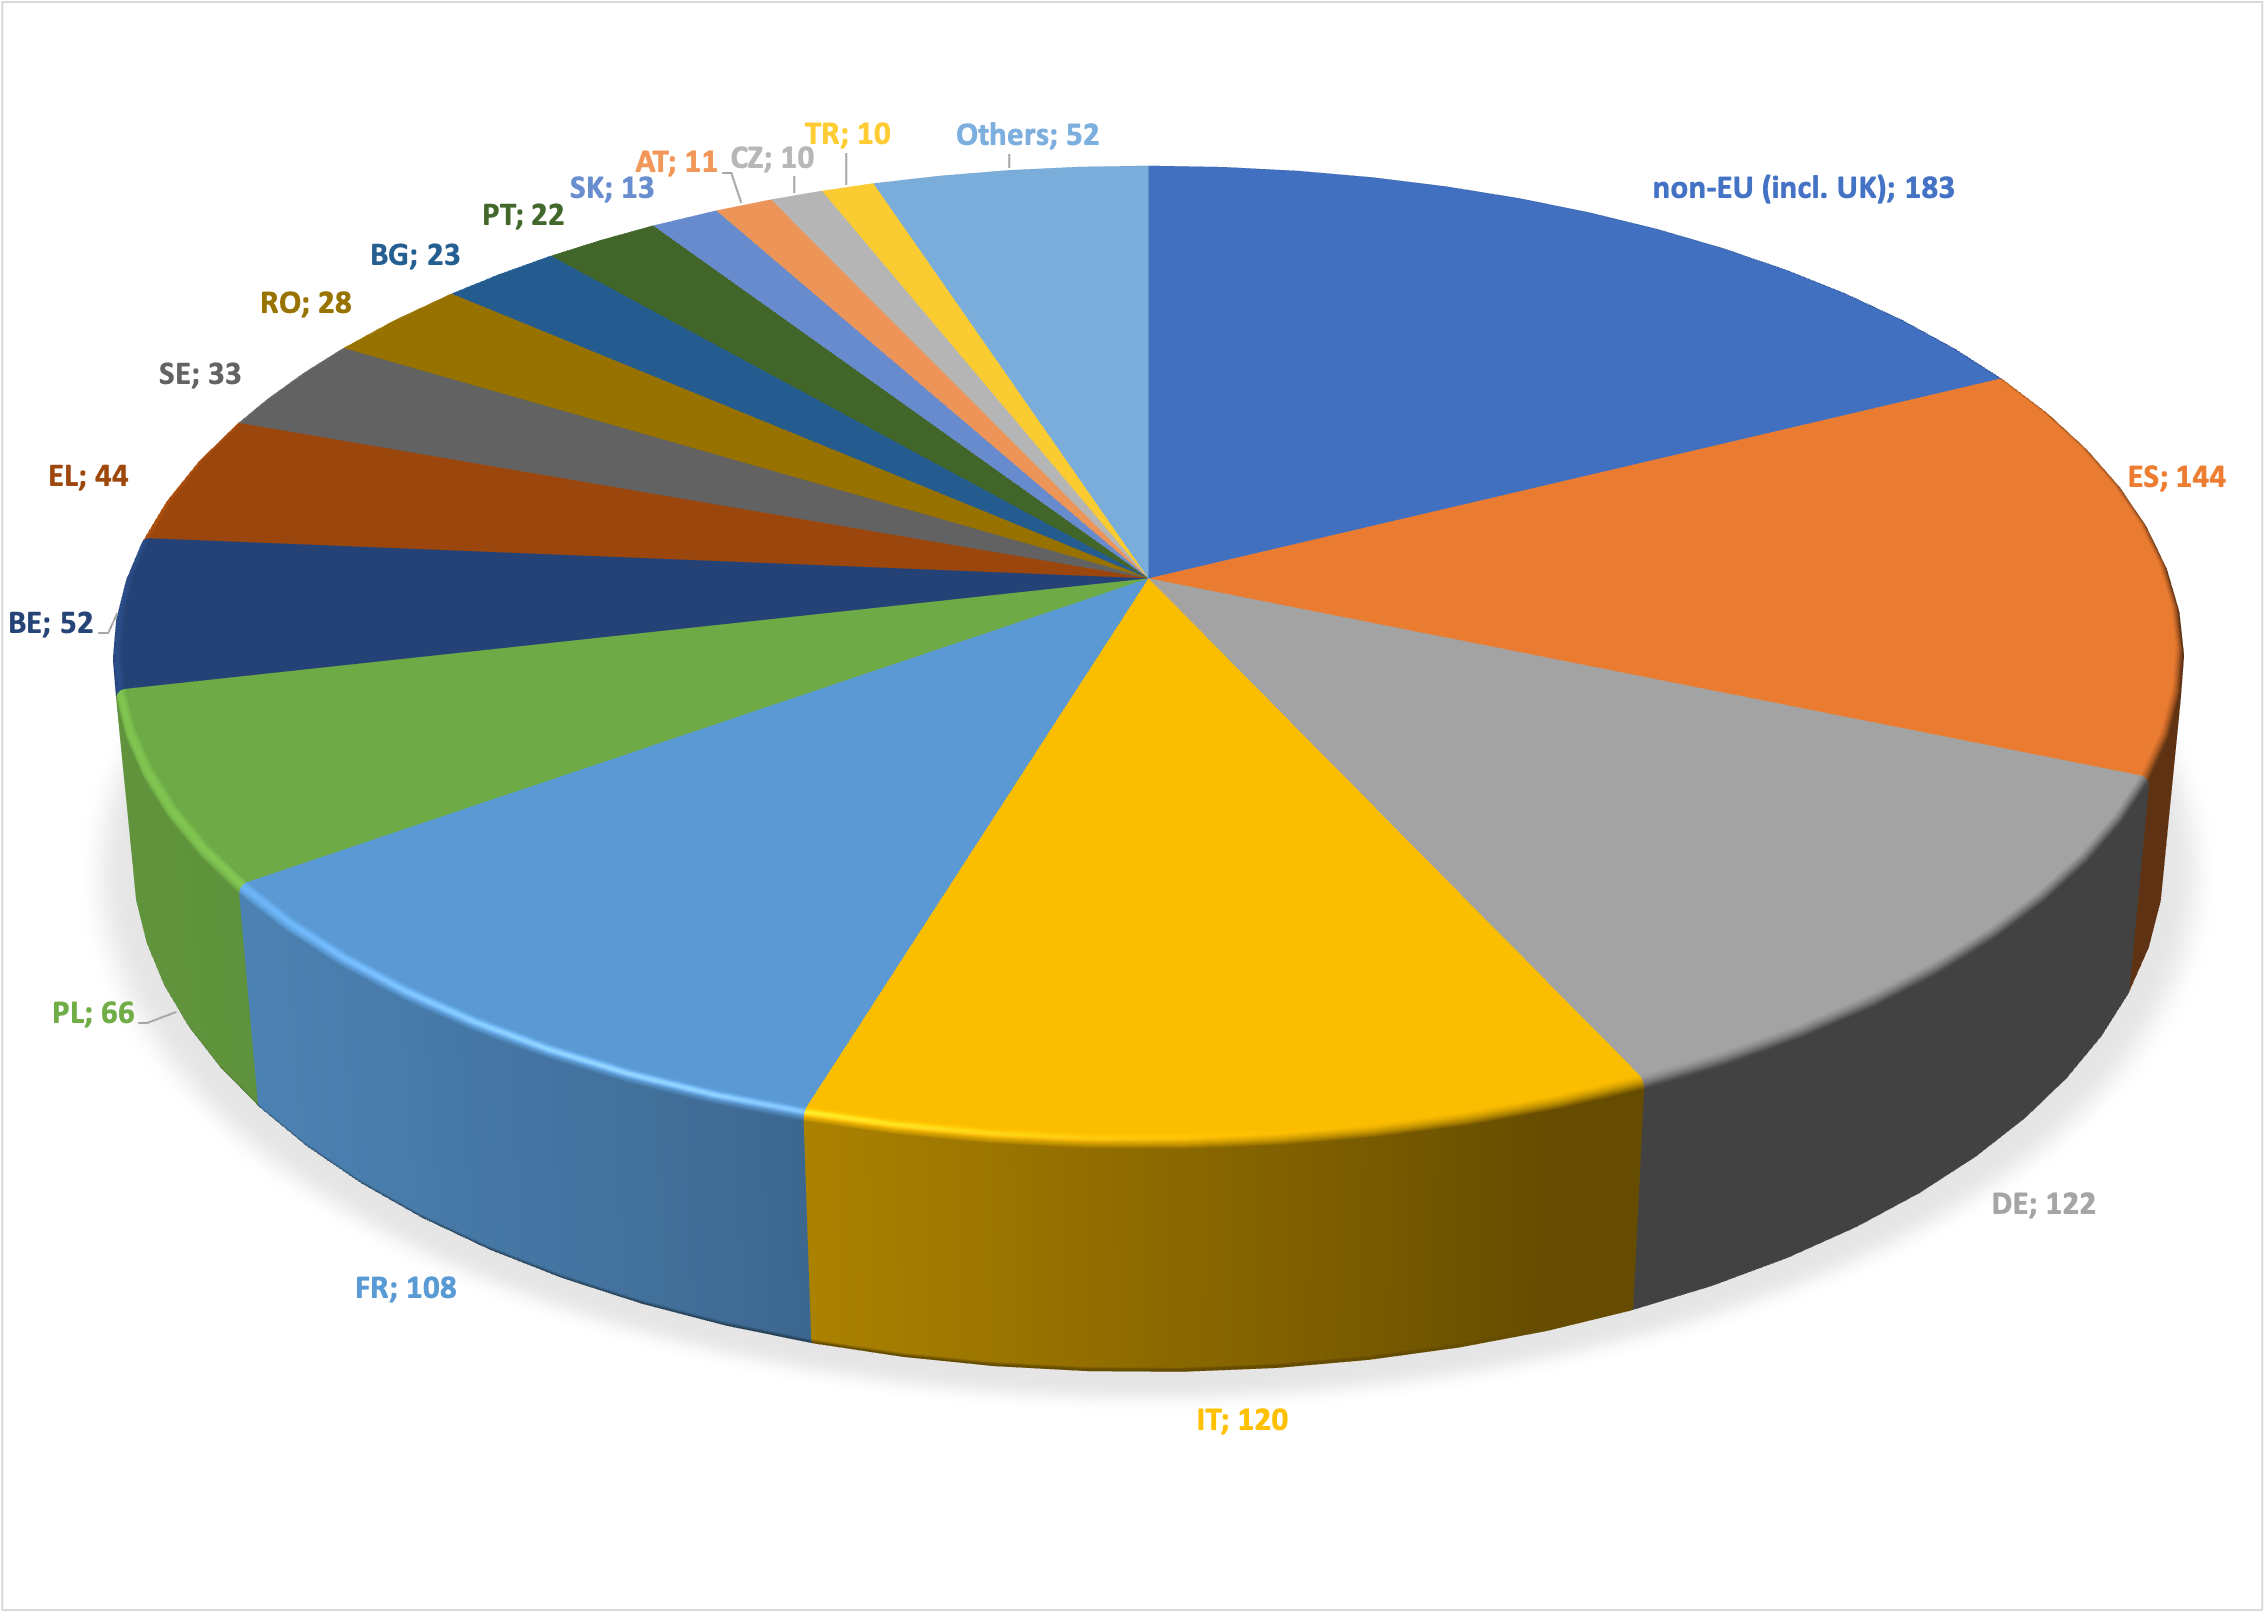 TR; 10
Others; 52
CZ; 10
AT; 11
SK; 13
non-EU (incl. UK); 183
PT; 22
BG; 23
RO; 28
SE; 33
EL; 44
ES; 144
BE; 52
PL; 66
DE; 122
FR; 108
IT; 120